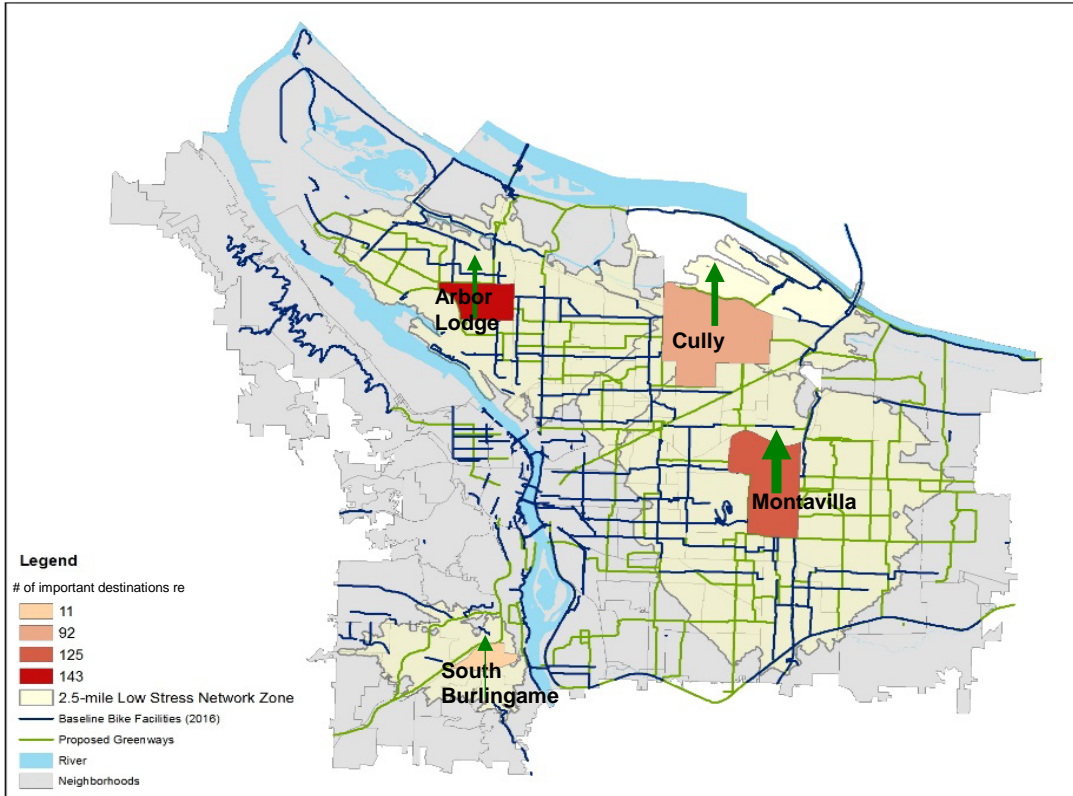 Arbor
Lodge
Cully
Montavilla
South
Burlingame
Legend
# of important destinations re
11
92
125
143
2.5-mile Low Stress Network Zone
Baseline Bike Facilities (2016)
Proposed Greenways
River
Neighborhoods